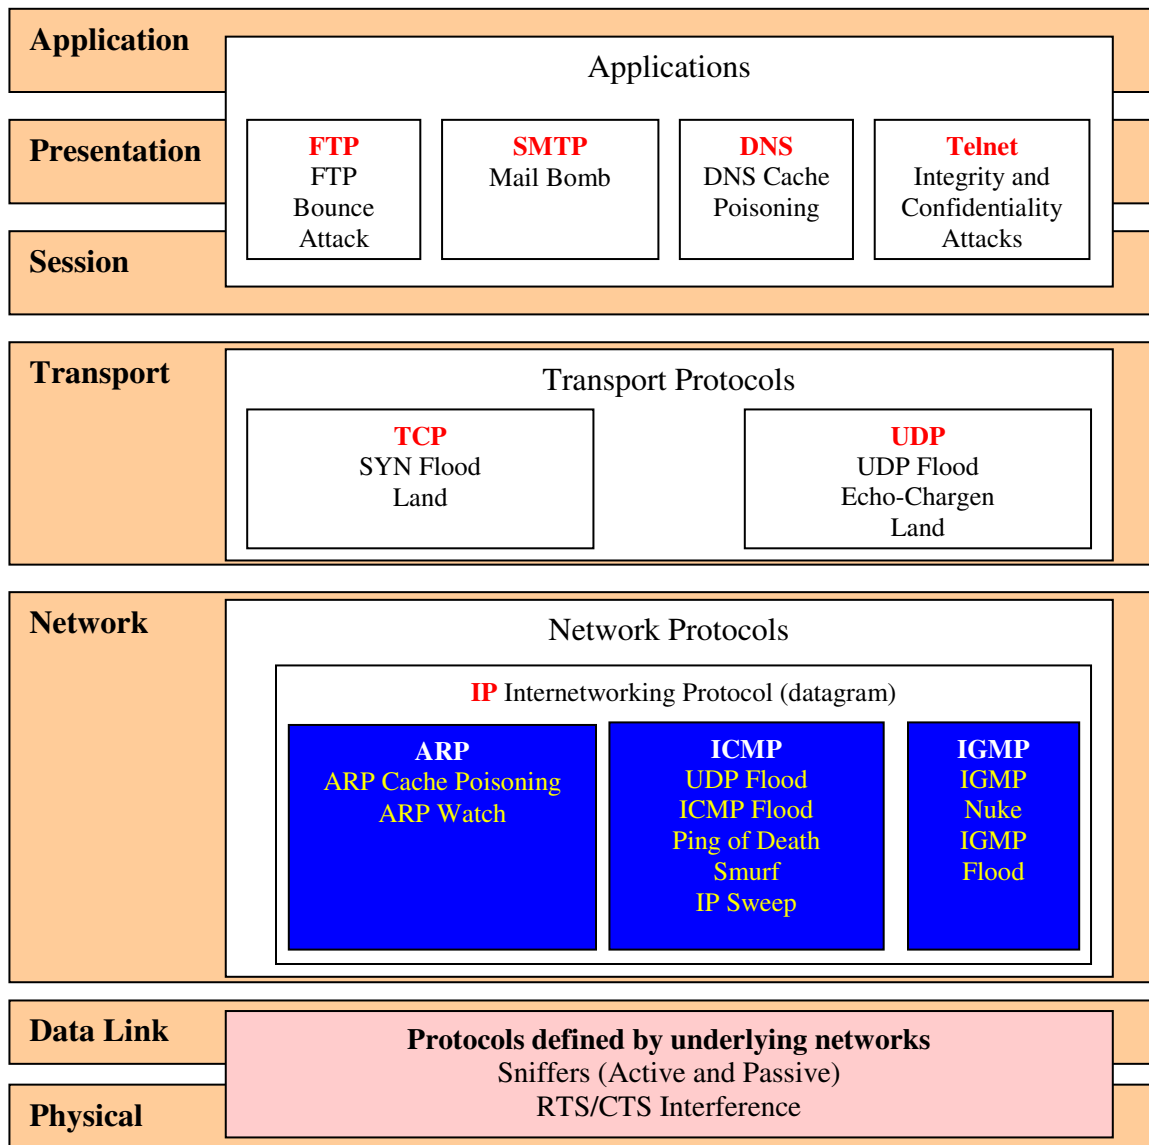 Application
Applications
Presentation
FTP
FTP
Bounce
Attack
SMTP
Mail Bomb
DNS
DNS Cache
Poisoning
Telnet
Integrity and
Confidentiality
Attacks
Session
Transport
Transport Protocols
TCP
SYN Flood
Land
UDP
UDP Flood
Echo-Chargen
Land
Network
Network Protocols
IP Internetworking Protocol (datagram)
ARP
ARP Cache Poisoning
ARP Watch
ICMP
UDP Flood
ICMP Flood
Ping of Death
Smurf
IP Sweep
IGMP
IGMP
Nuke
IGMP
Flood
Data Link
Protocols defined by underlying networks
Sniffers (Active and Passive)
RTS/CTS Interference
Physical